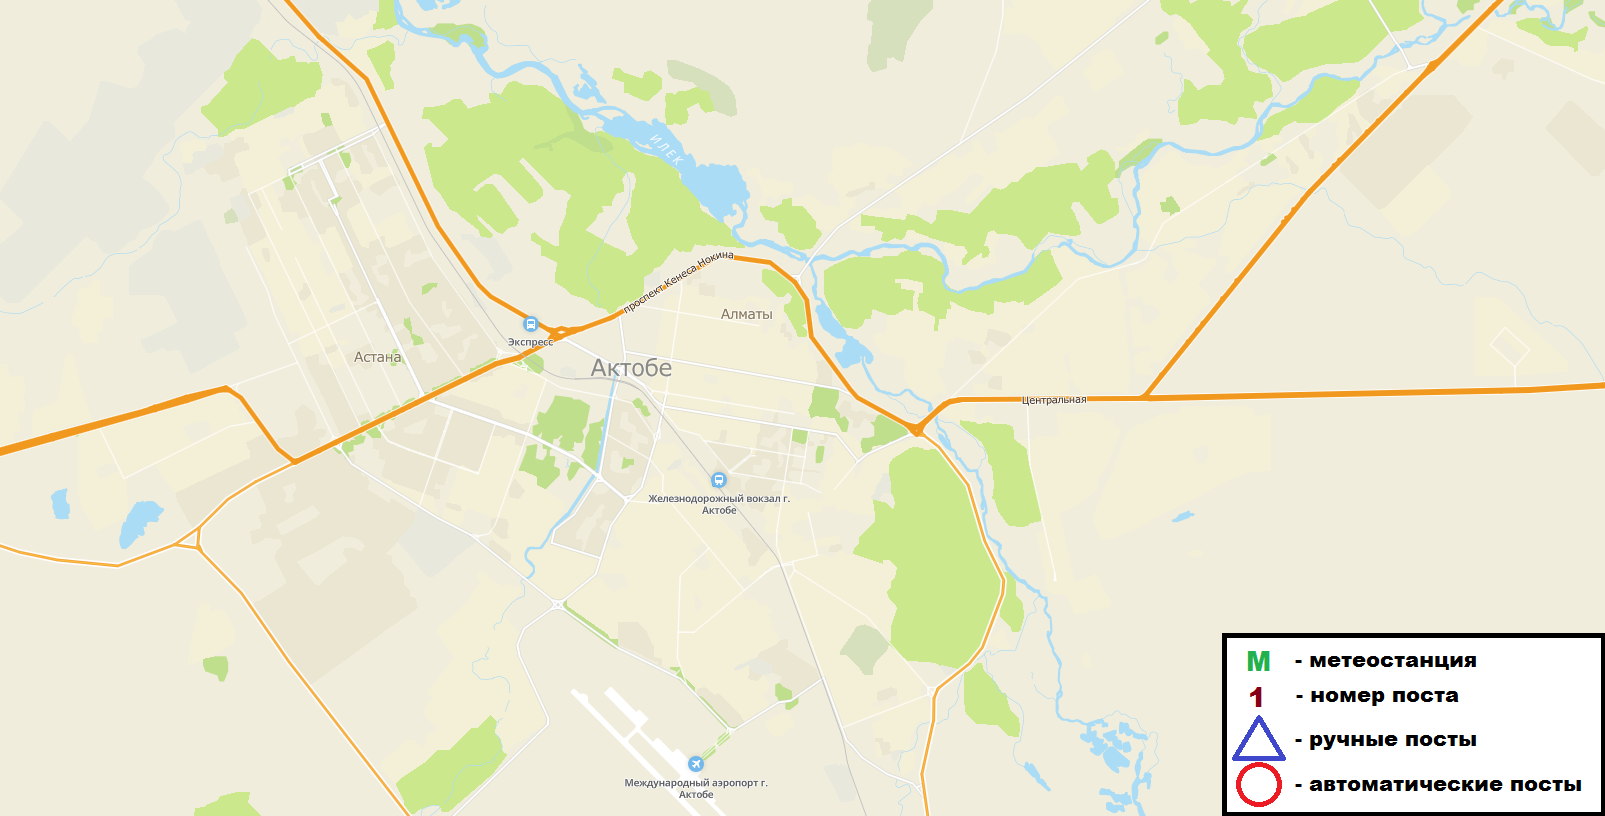 ИЛЕК
проспект Кенеса Нокина
Алматы
Экспресс
Астана
Актобе
Центральная
Железнодорожный вокзал г.
Актобе
Международный аэропорт г.
Актобе
М - метеостанция
1 - номер поста
- ручные посты
- автоматические посты